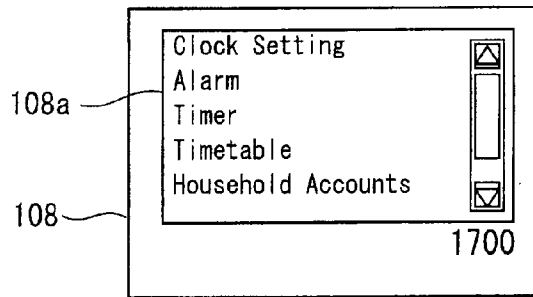 Clock Setting
108a
Alarm
Timer
Timetable
Household Accounts
108
1700